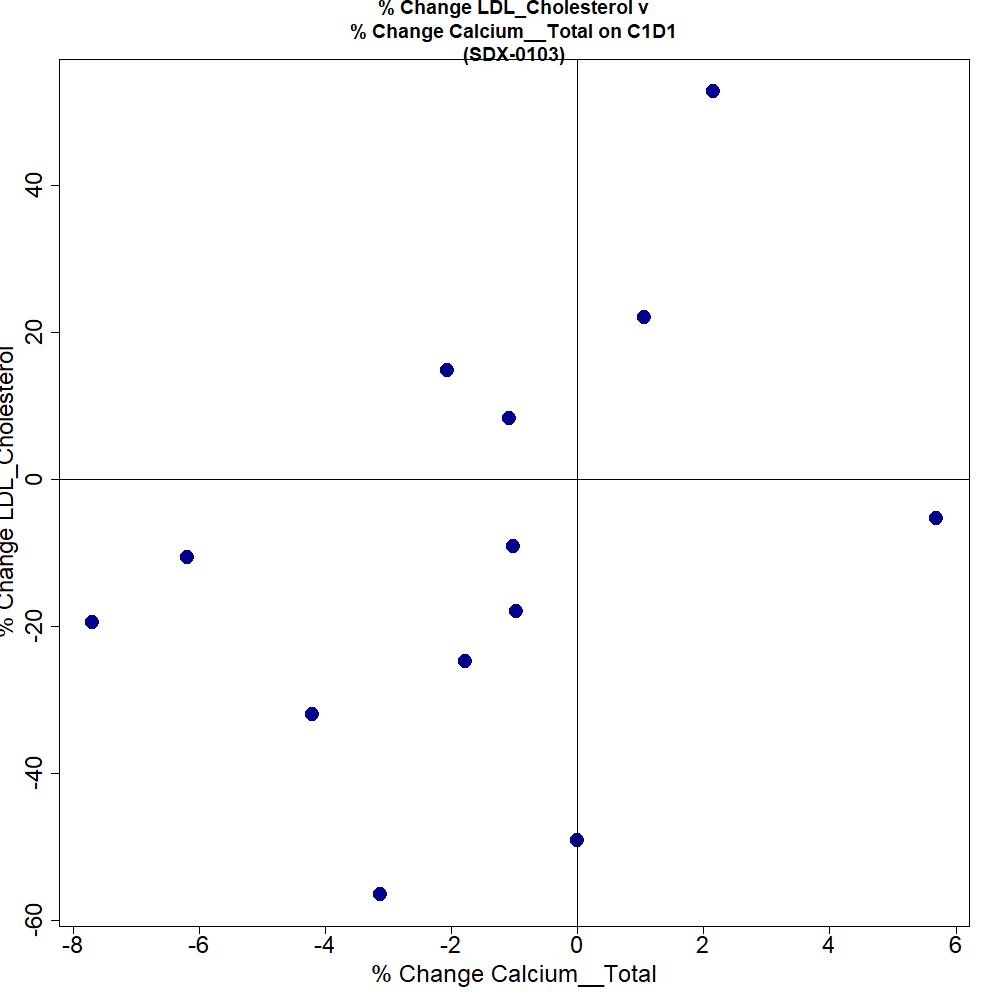 % Change LDL_Cholesterol v
% Change Calcium__Total on C1D1
(SDX-0103)
% Change LDL_Cholesterol
40
20
0
-20
-40
-60
-8
-6
-4
-2
0
2
4
6
% Change Calcium__Total